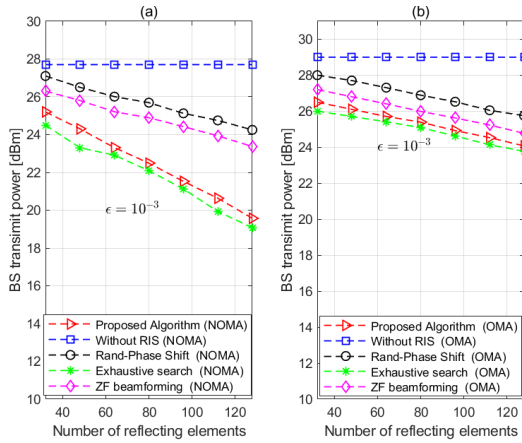 (a)
30
28
26
24
22
20
18
16
14
12
10
BS transimit power [dBm]
ϵ = 10⁻³
Proposed Algorithm (NOMA)
Without RIS (NOMA)
Rand-Phase Shift (NOMA)
Exhaustive search (NOMA)
ZF beamforming (NOMA)
40 60 80 100 120
Number of reflecting elements
(b)
30
28
26
24
22
20
18
16
14
12
10
BS transimit power [dBm]
ϵ = 10⁻³
Proposed Algorithm (OMA)
Without RIS (OMA)
Rand-Phase Shift (OMA)
Exhaustive search (OMA)
ZF beamforming (OMA)
40 60 80 100 120
Number of reflecting elements